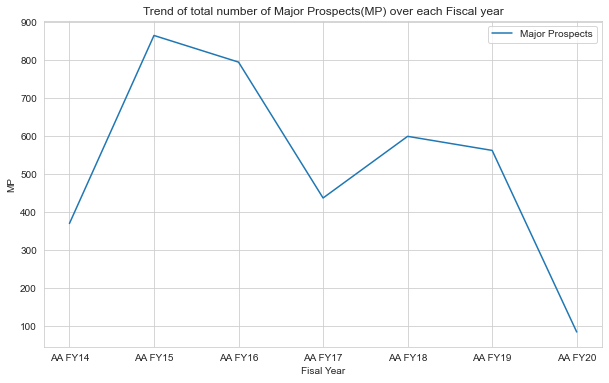 Trend of total number of Major Prospects(MP) over each Fiscal year
Major Prospects
900
800
700
600
500
400
300
200
100
MP
AA FY14 AA FY15 AA FY16 AA FY17 AA FY18 AA FY19 AA FY20
Fisal Year